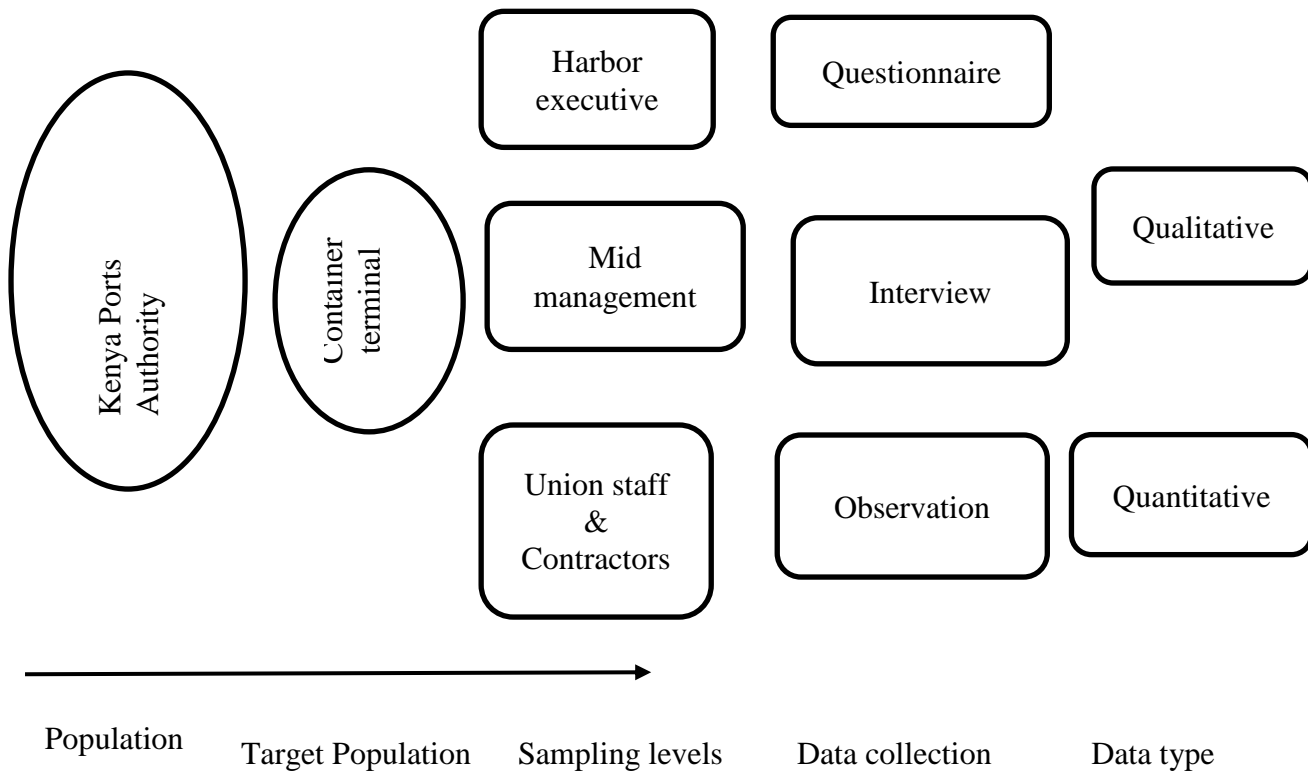 Kenya Ports
Authority
Container
terminal
Harbor
executive
Mid
management
Union staff
&
Contractors
Questionnaire
Interview
Observation
Qualitative
Quantitative
Population
Target Population
Sampling levels
Data collection
Data type